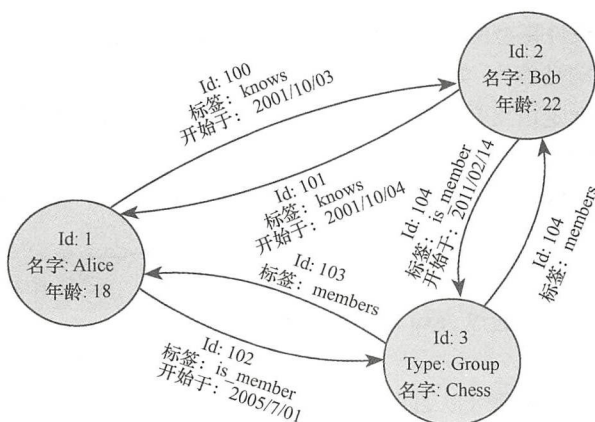 Id: 2
名字: Bob
年龄: 22
Id: 100
标签: knows
开始于: 2001/10/03
Id: 101
标签: knows
开始于: 2001/10/04
Id: 104
标签: is_member
开始于: 2011/02/14
Id: 104
标签: members
Id: 1
名字: Alice
年龄: 18
Id: 103
标签: members
Id: 102
标签: is_member
开始于: 2005/7/01
Id: 3
Type: Group
名字: Chess